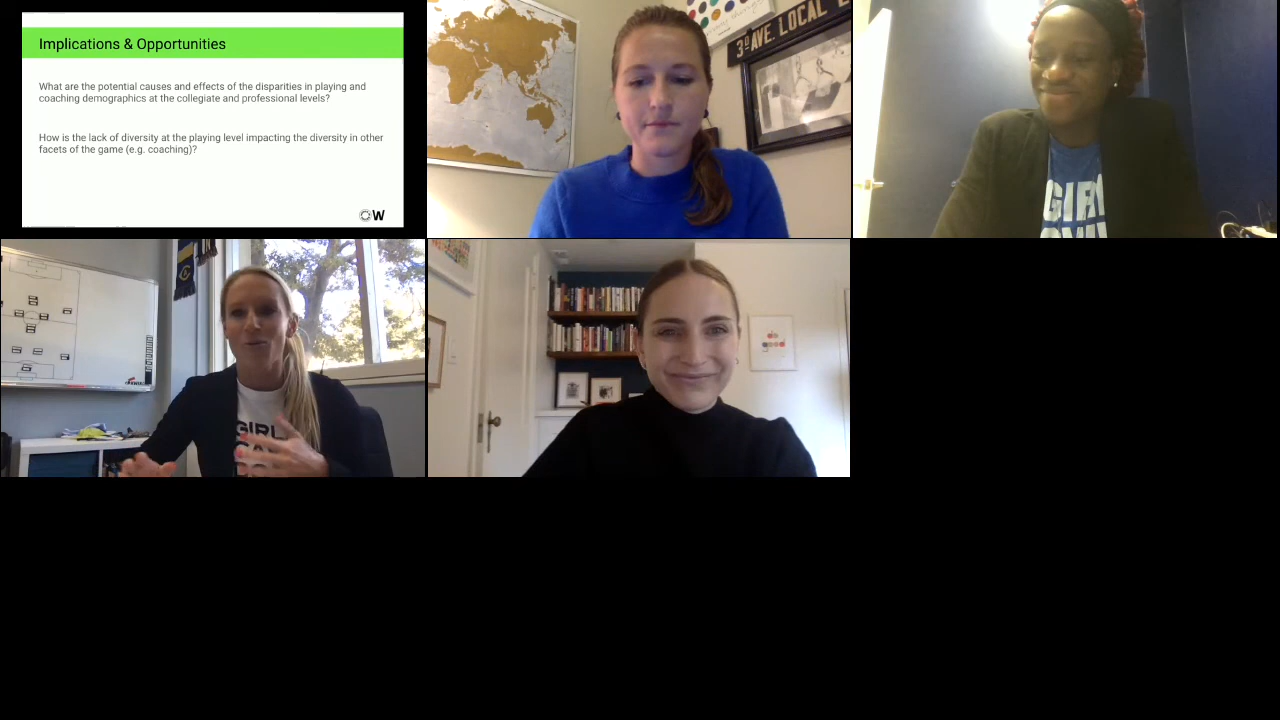 Implications & Opportunities
What are the potential causes and effects of the disparities in playing and
coaching demographics at the collegiate and professional levels?
How is the lack of diversity at the playing level impacting the diversity in other
facets of the game (e.g. coaching)?
W
3D AVE. LOCAL
GIRL
GIRL